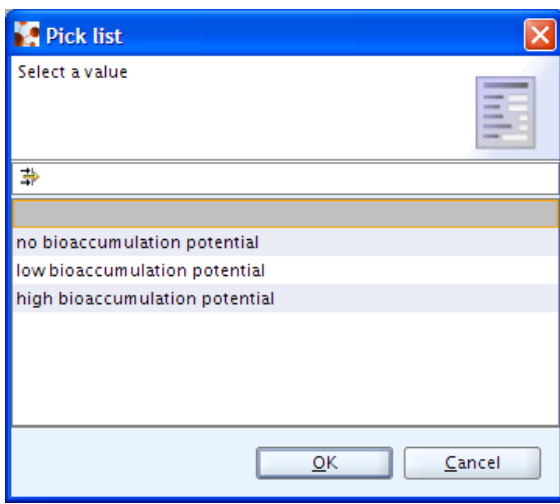 Pick list
Select a value
no bioaccumulation potential
low bioaccumulation potential
high bioaccumulation potential
OK
Cancel